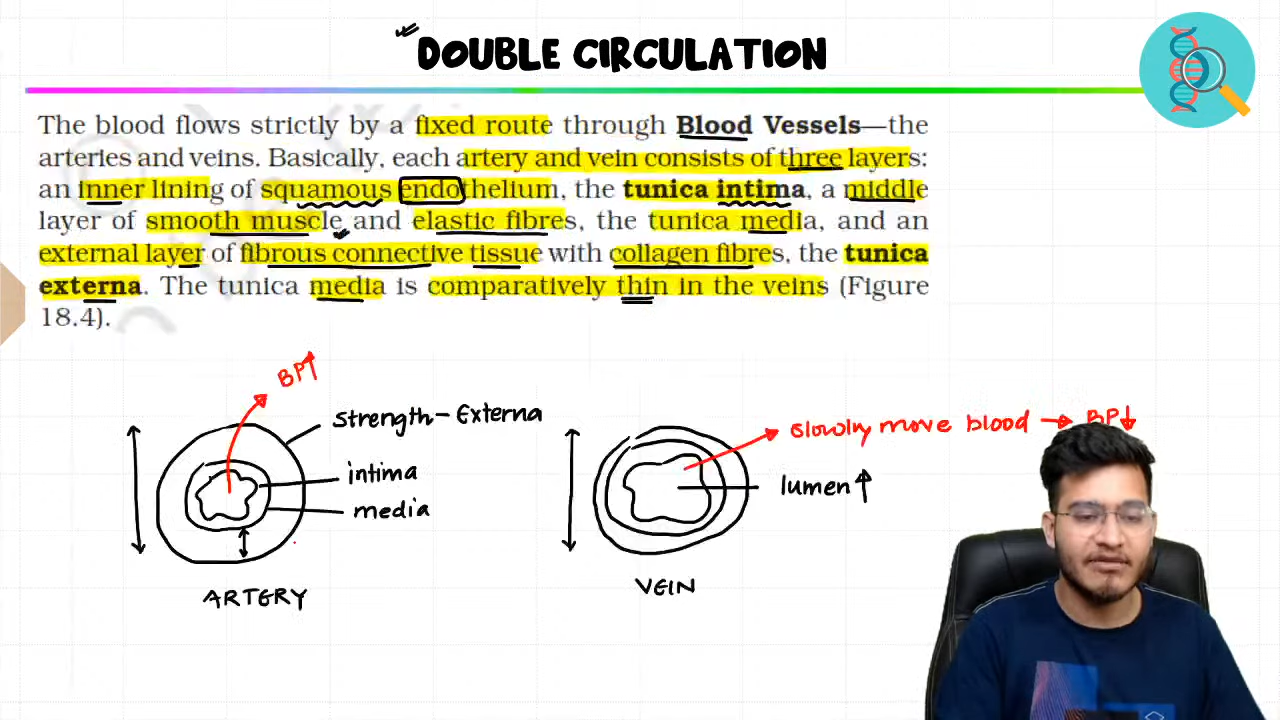 DOUBLE CIRCULATION
The blood flows strictly by a fixed route through Blood Vessels—the
arteries and veins. Basically, each artery and vein consists of three layers:
an inner lining of squamous endothelium, the tunica intima, a middle
layer of smooth muscle and elastic fibres, the tunica media, and an
external layer of fibrous connective tissue with collagen fibres, the tunica
externa. The tunica media is comparatively thin in the veins (Figure
18.4).
BP↑
Strength - Externa
intima
media
ARTERY
slowly move blood → BP↓
lumen ↑
VEIN